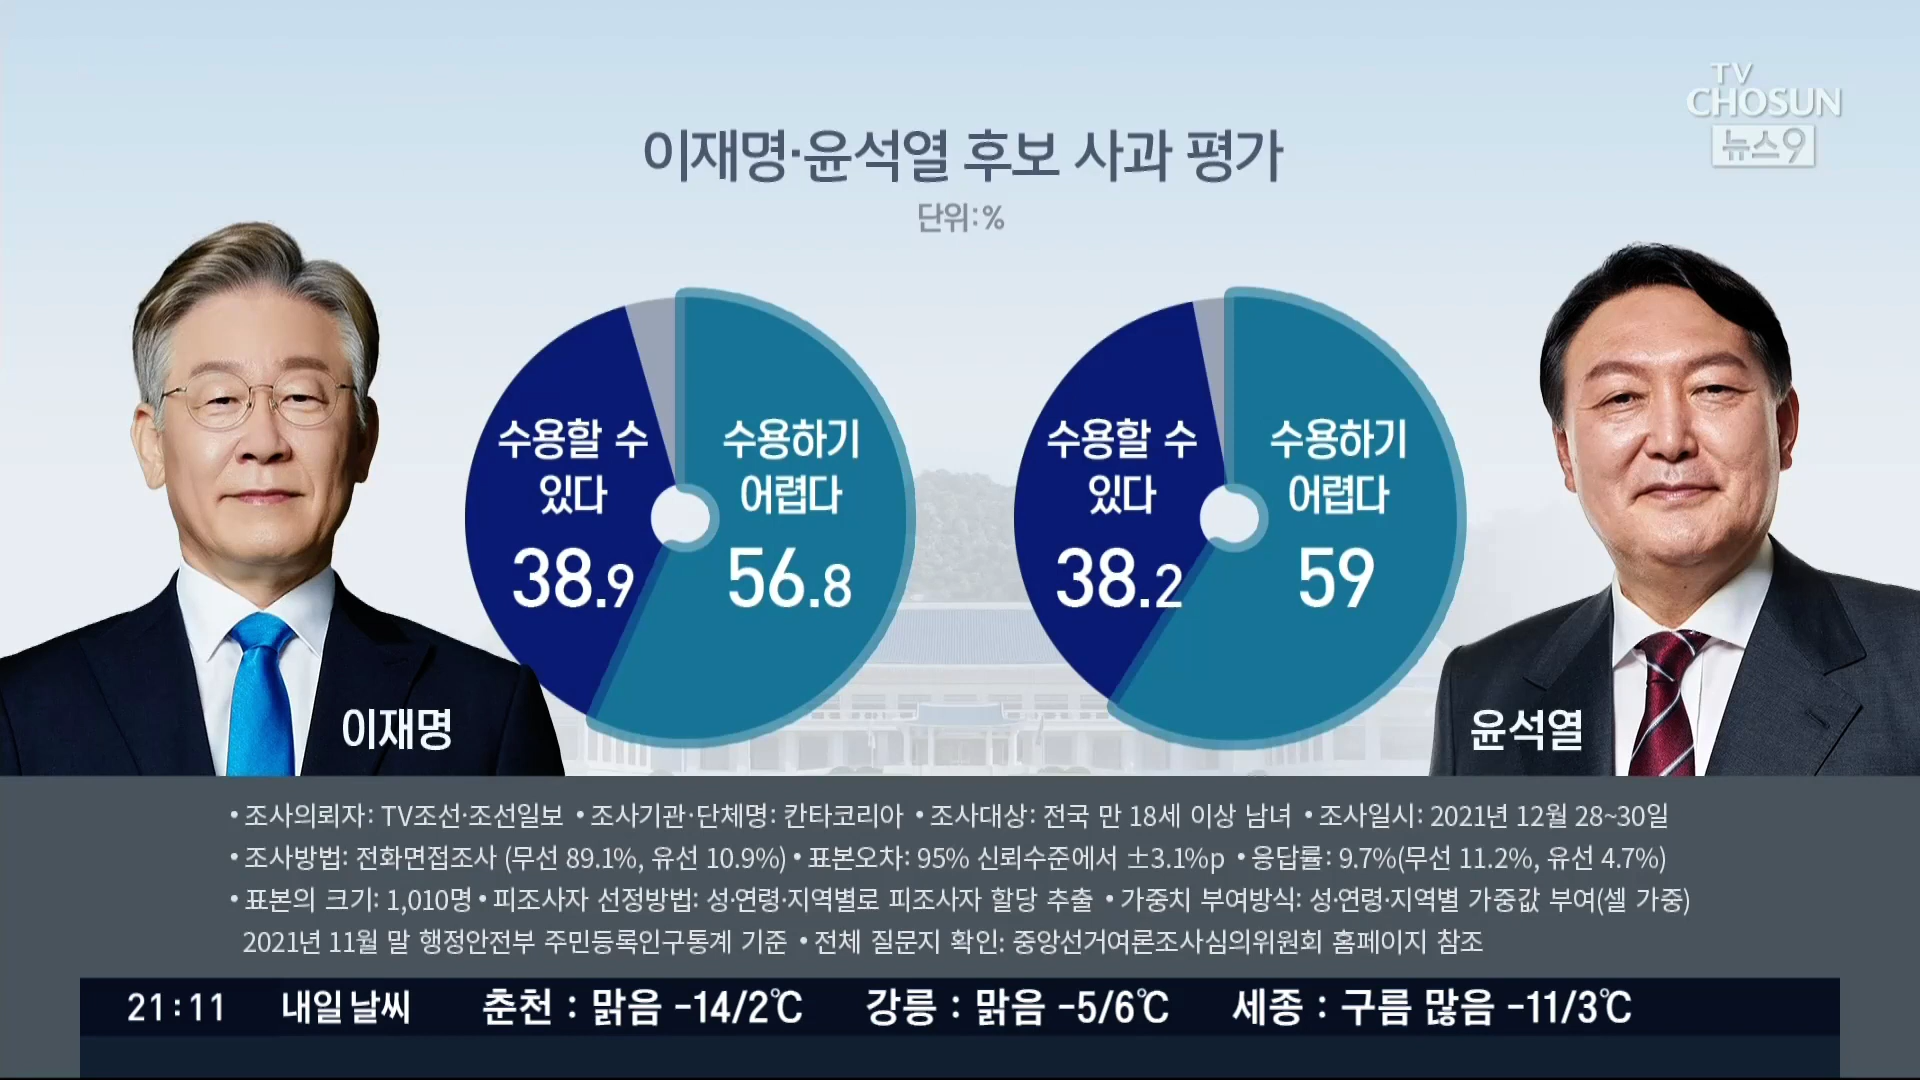 TV
CHOSUN
뉴스9
이재명·윤석열 후보 사과 평가
단위:%
수용할 수
있다
38.9
수용하기
어렵다
56.8
수용할 수
있다
38.2
수용하기
어렵다
59
이재명
윤석열
• 조사의뢰자: TV조선·조선일보 • 조사기관·단체명: 칸타코리아 • 조사대상: 전국 만 18세 이상 남녀 • 조사일시: 2021년 12월 28~30일
• 조사방법: 전화면접조사 (무선 89.1%, 유선 10.9%) • 표본오차: 95% 신뢰수준에서 ±3.1%p • 응답률: 9.7%(무선 11.2%, 유선 4.7%)
• 표본의 크기: 1,010명 • 피조사자 선정방법: 성·연령·지역별로 피조사자 할당 추출 • 가중치 부여방식: 성·연령·지역별 가중값 부여(셀 가중)
2021년 11월 말 행정안전부 주민등록인구통계 기준 • 전체 질문지 확인: 중앙선거여론조사심의위원회 홈페이지 참조
21:11 내일 날씨 춘천 : 맑음 -14/2℃ 강릉 : 맑음 -5/6℃ 세종 : 구름 많음 -11/3℃